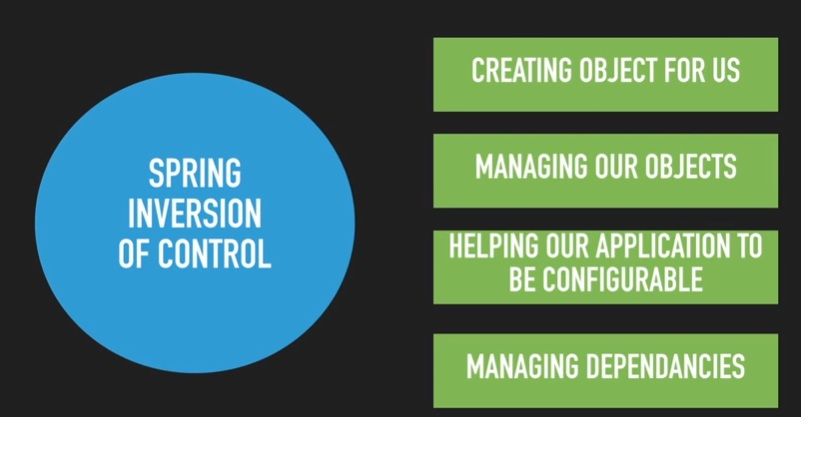 SPRING
INVERSION
OF CONTROL
CREATING OBJECT FOR US
MANAGING OUR OBJECTS
HELPING OUR APPLICATION TO
BE CONFIGURABLE
MANAGING DEPENDANCIES